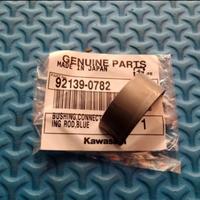 GENUINE PARTS
MADE IN JAPAN
92139-0782
BUSHING,CONNECT
ING ROD,BLUE
1
Kawasaki